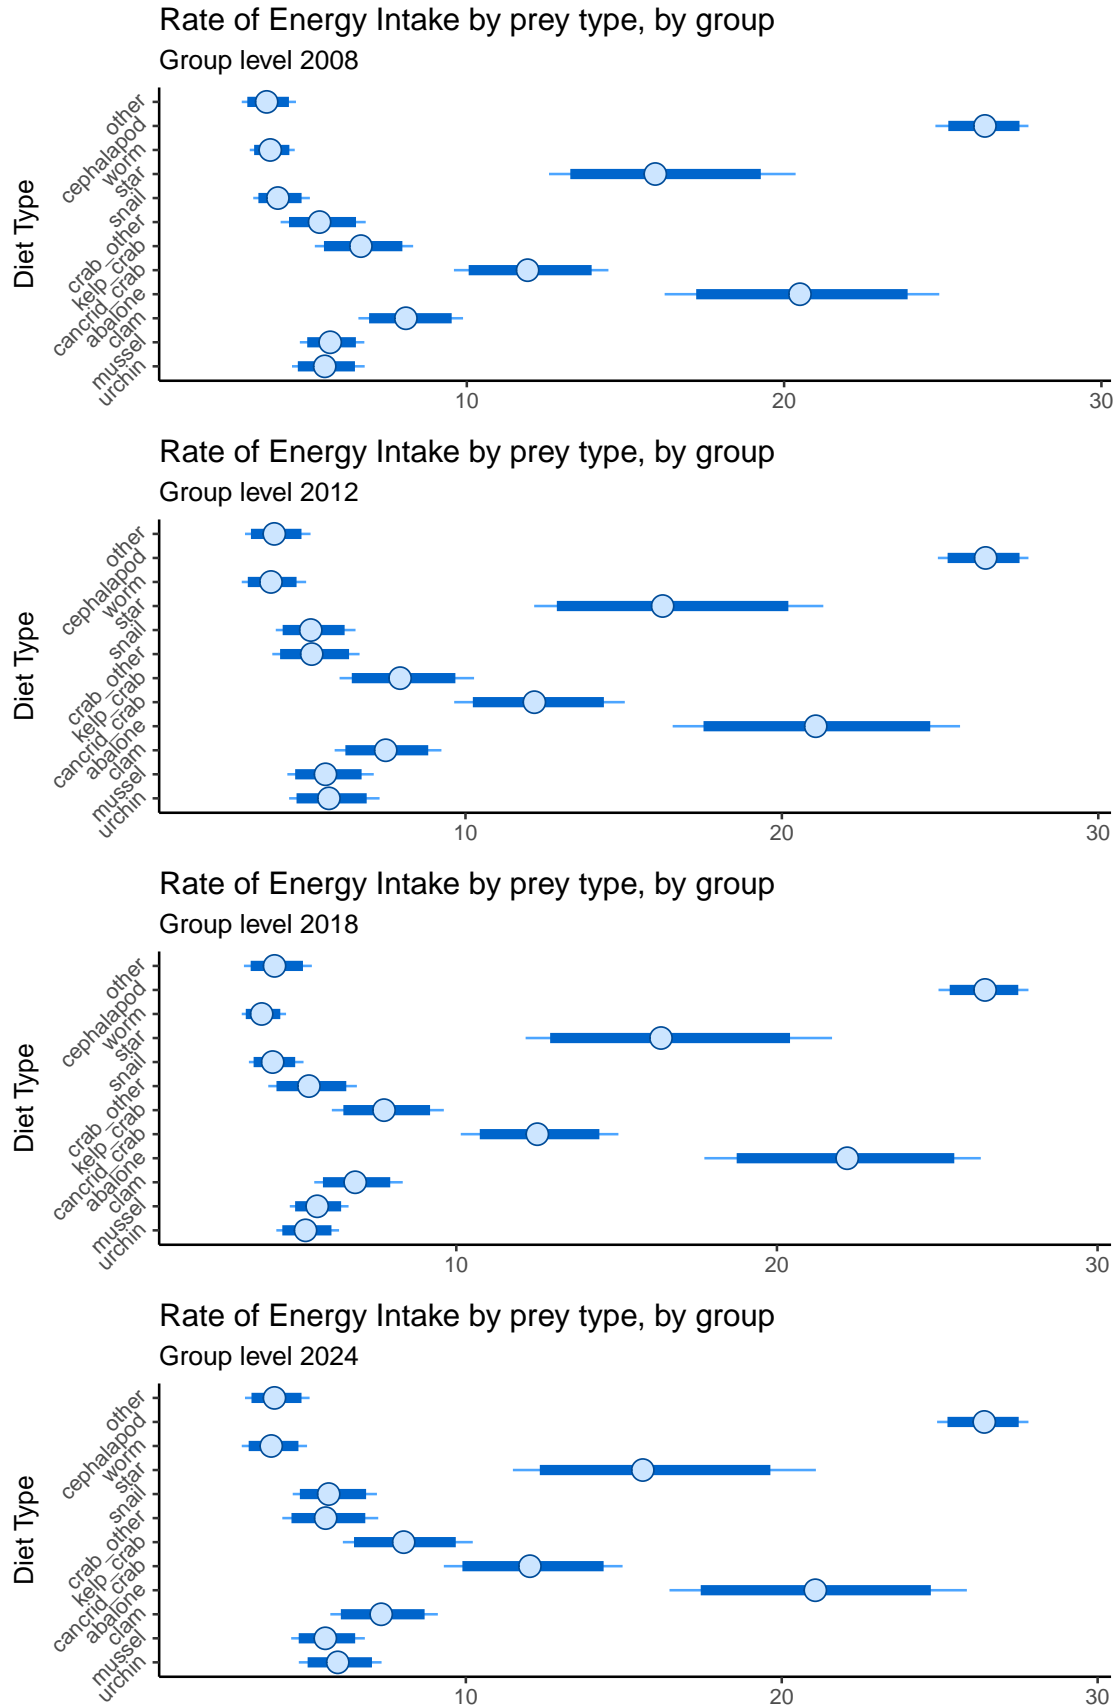 Rate of Energy Intake by prey type, by group
Group level 2008
Diet Type
other
cephalapod
worm
star
snail
crab_other
kelp_crab
cancrid_crab
abalone
clam
mussel
urchin
10 20 30
Rate of Energy Intake by prey type, by group
Group level 2012
Diet Type
other
cephalapod
worm
star
snail
crab_other
kelp_crab
cancrid_crab
abalone
clam
mussel
urchin
10 20 30
Rate of Energy Intake by prey type, by group
Group level 2018
Diet Type
other
cephalapod
worm
star
snail
crab_other
kelp_crab
cancrid_crab
abalone
clam
mussel
urchin
10 20 30
Rate of Energy Intake by prey type, by group
Group level 2024
Diet Type
other
cephalapod
worm
star
snail
crab_other
kelp_crab
cancrid_crab
abalone
clam
mussel
urchin
10 20 30